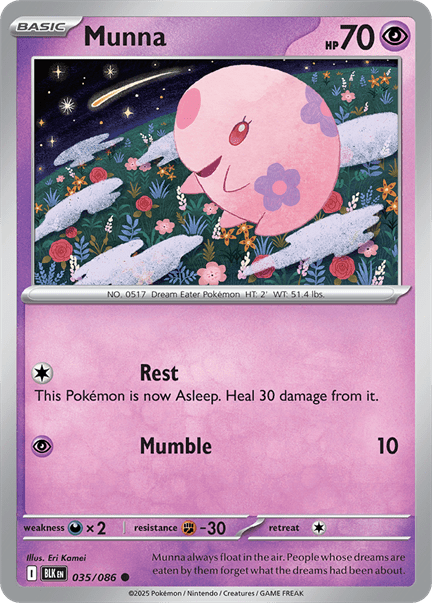 BASIC Munna HP 70
NO. 0517 Dream Eater Pokémon HT: 2' WT: 51.4 lbs.
Rest
This Pokémon is now Asleep. Heal 30 damage from it.
Mumble 10
weakness ×2 resistance -30 retreat
Illus. Eri Kamei
Munna always float in the air. People whose dreams are
eaten by them forget what the dreams had been about.
I BLK EN 035/086
©2025 Pokémon / Nintendo / Creatures / GAME FREAK